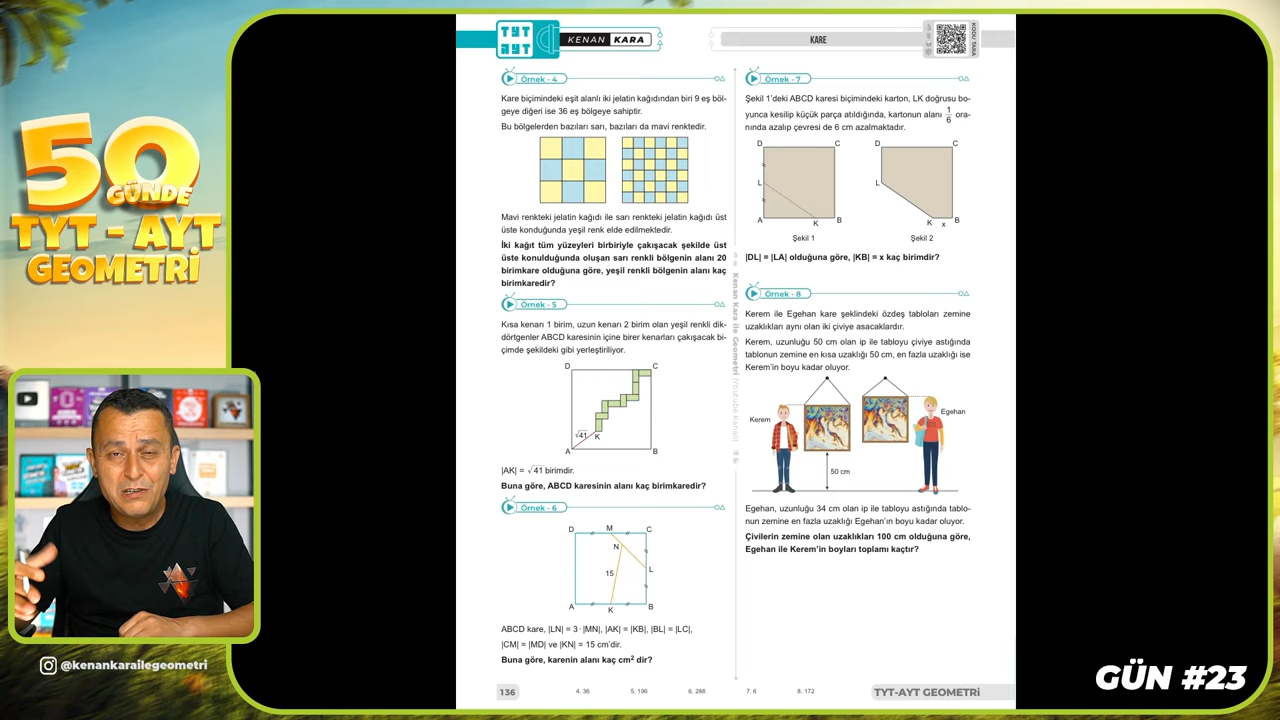 50
GÜNDE
TYT - AYT
GEOMETRİ
@kenankarailegeometri
TYT
AYT
KENAN KARA
KARE
KODU TARA
Örnek - 4
Kare biçimindeki eşit alanlı iki jelatin kağıdından biri 9 eş böl-
geye diğeri ise 36 eş bölgeye sahiptir.
Bu bölgelerden bazıları sarı, bazıları da mavi renktedir.
Mavi renkteki jelatin kağıdı ile sarı renkteki jelatin kağıdı üst
üste konduğunda oluşan yeşil renk elde edilmektedir.
İki kağıt tüm yüzeyleri birbiriyle çakışacak şekilde üst
üste konulduğunda oluşan sarı renkli bölgenin alanı 20
birimkare olduğuna göre, yeşil renkli bölgenin alanı kaç
birimkaredir?
Örnek - 5
Kısa kenarı 1 birim, uzun kenarı 2 birim olan yeşil renkli dik-
dörtgenler ABCD karesinin içine birer kenarları çakışacak bi-
çimde şekildeki gibi yerleştiriliyor.
D C
√41 K
A B
|AK| = √41 birimdir.
Buna göre, ABCD karesinin alanı kaç birimkaredir?
Örnek - 6
D M C
N
15 L
A K B
ABCD kare, |LN| = 3·|MN|, |AK| = |KB|, |BL| = |LC|,
|CM| = |MD| ve |KN| = 15 cm'dir.
Buna göre, karenin alanı kaç cm² dir?
Kenan Kara ile Geometri (Youtube Kanalı)
Örnek - 7
Şekil 1'deki ABCD karesi biçimindeki karton, LK doğrusu bo-
yunca kesilip küçük parça atıldığında, kartonun alanı 1/6 ora-
nında azalıp çevresi de 6 cm azalmaktadır.
D C D C
L L
A K B K x B
Şekil 1 Şekil 2
|DL| = |LA| olduğuna göre, |KB| = x kaç birimdir?
Örnek - 8
Kerem ile Egehan kare şeklindeki özdeş tabloları zemine
uzaklıkları aynı olan iki çiviye asacaklardır.
Kerem, uzunluğu 50 cm olan ip ile tabloyu çiviye astığında
tablonun zemine en kısa uzaklığı 50 cm, en fazla uzaklığı ise
Kerem'in boyu kadar oluyor.
Kerem Egehan
50 cm
Egehan, uzunluğu 34 cm olan ip ile tabloyu astığında tablo-
nun zemine en fazla uzaklığı Egehan'ın boyu kadar oluyor.
Çivilerin zemine olan uzaklıkları 100 cm olduğuna göre,
Egehan ile Kerem'in boyları toplamı kaçtır?
136 4. 36 5. 196 6. 288 7. 6 8. 172 TYT-AYT GEOMETRİ
GÜN #23